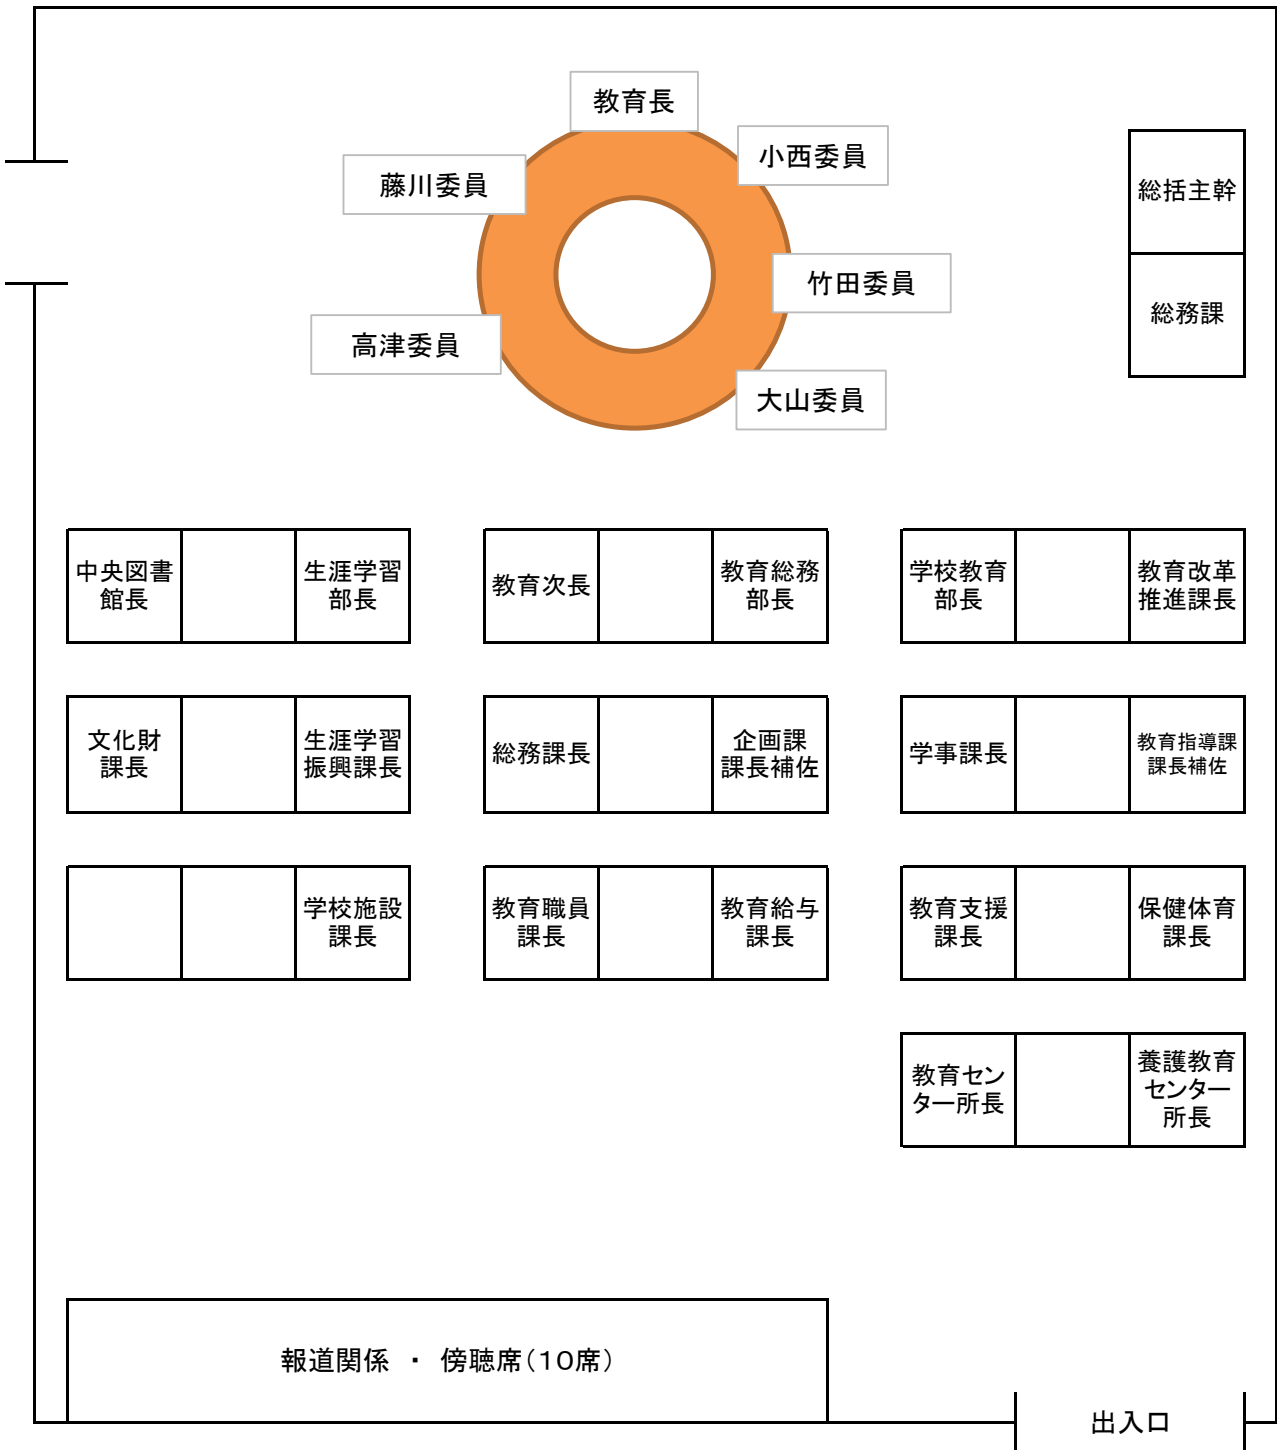 教育長
小西委員
藤川委員
総括主幹
竹田委員
総務課
高津委員
大山委員
中央図書
館長
生涯学習
部長
教育次長
教育総務
部長
学校教育
部長
教育改革
推進課長
文化財
課長
生涯学習
振興課長
総務課長
企画課
課長補佐
学事課長
教育指導課
課長補佐
学校施設
課長
教育職員
課長
教育給与
課長
教育支援
課長
保健体育
課長
教育セン
ター所長
養護教育
センター
所長
報道関係 ・ 傍聴席(10席)
出入口